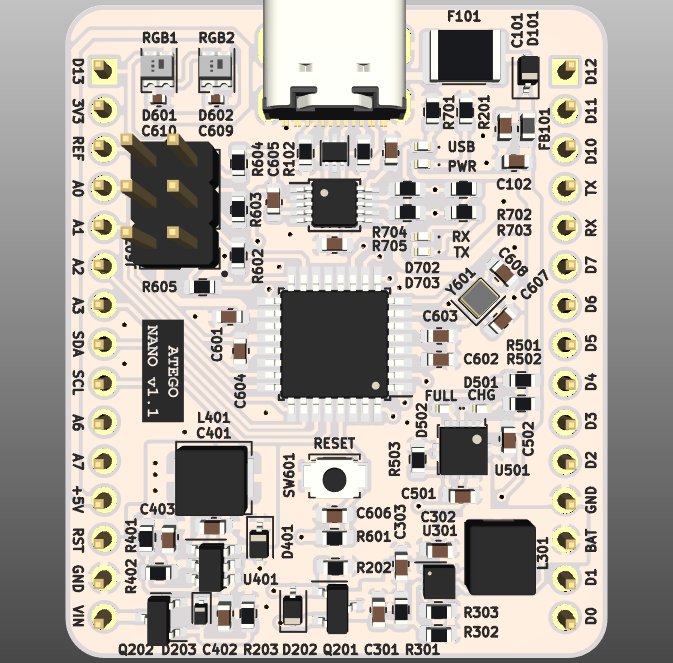 F101
C101
D101
RGB1 RGB2
D13
D12
D601 D602
C610 C609
3V3
R701
R201
FB101
D11
REF
R604
C605
R102
USB
PWR
D10
C102
A0
TX
R603
R702
R703
A1
R704
R705
RX
TX
RX
R602
A2
D702
D703
Y601
C608
C607
D7
R605
A3
D6
C601
C603
SDA
ATEGO
NANO v1.1
C604
C602
R501
R502
D5
SCL
D501
D4
FULL CHG
A6
L401
C401
D502
D3
RESET
C502
A7
SW601
R503
U501
D2
+5V
C403
C606
C303
C501
C302
GND
RST
R401
D401
R601
U301
L301
BAT
GND
R402
U401
R202
D1
VIN
R303
R302
D0
Q202 D203 C402 R203 D202 Q201 C301 R301